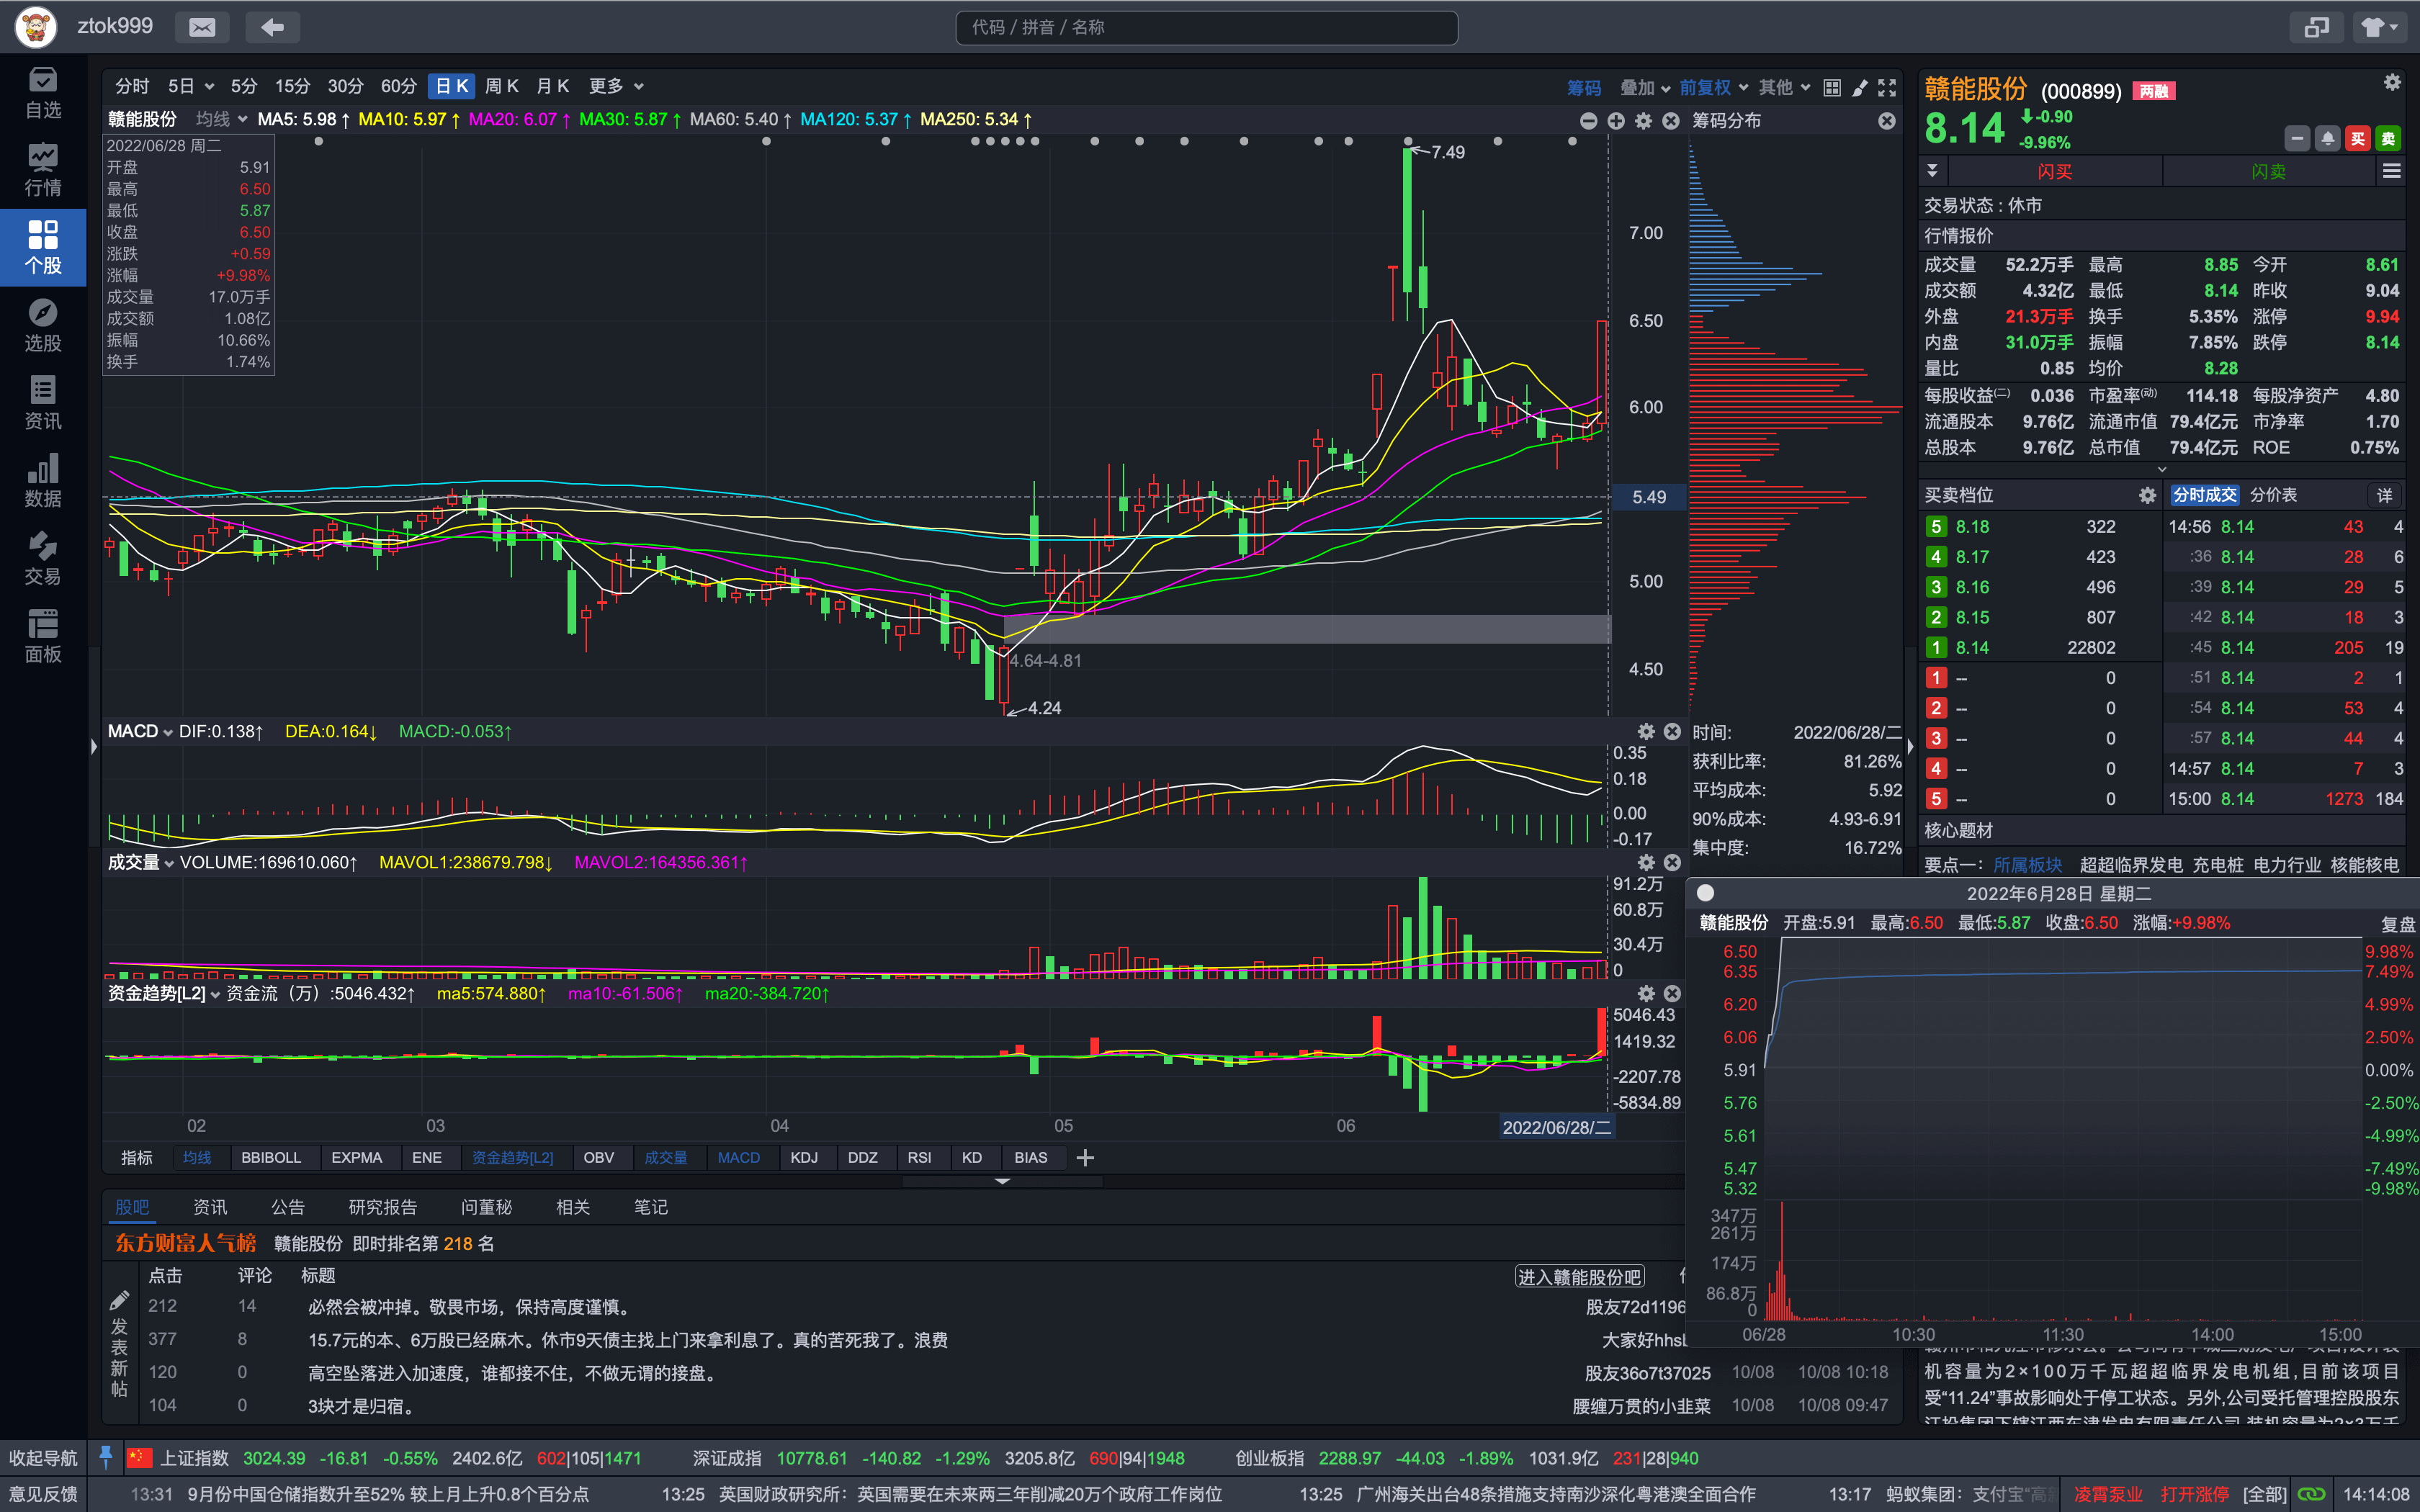 ztok999
代码 / 拼音 / 名称
自选
行情
个股
选股
资讯
数据
交易
面板
分时 5日 5分 15分 30分 60分 日K 周K 月K 更多
筹码 叠加 前复权 其他
赣能股份 均线 MA5: 5.98↑ MA10: 5.97↑ MA20: 6.07↑ MA30: 5.87↑ MA60: 5.40↑ MA120: 5.37↑ MA250: 5.34↑
筹码分布
2022/06/28 周二
开盘 5.91
最高 6.50
最低 5.87
收盘 6.50
涨跌 +0.59
涨幅 +9.98%
成交量 17.0万手
成交额 1.08亿
振幅 10.66%
换手 1.74%
7.49
7.00
6.50
6.00
5.49
5.00
4.50
4.64-4.81
4.24
MACD DIF:0.138↑ DEA:0.164↓ MACD:-0.053↑
0.35
0.18
0.00
-0.17
时间: 2022/06/28/二
获利比率: 81.26%
平均成本: 5.92
90%成本: 4.93-6.91
集中度: 16.72%
成交量 VOLUME:169610.060↑ MAVOL1:238679.798↓ MAVOL2:164356.361↑
91.2万
60.8万
30.4万
0
资金趋势[L2] 资金流（万）:5046.432↑ ma5:574.880↑ ma10:-61.506↑ ma20:-384.720↑
5046.43
1419.32
-2207.78
-5834.89
02 03 04 05 06 2022/06/28/二
指标 均线 BBIBOLL EXPMA ENE 资金趋势[L2] OBV 成交量 MACD KDJ DDZ RSI KD BIAS
股吧 资讯 公告 研究报告 问董秘 相关 笔记
东方财富人气榜 赣能股份 即时排名第 218 名
点击 评论 标题 进入赣能股份吧
发表新帖
212 14 必然会被冲掉。敬畏市场，保持高度谨慎。 股友72d1196
377 8 15.7元的本、6万股已经麻木。休市9天债主找上门来拿利息了。真的苦死我了。浪费 大家好hhsb
120 0 高空坠落进入加速度，谁都接不住，不做无谓的接盘。 股友36o7t37025 10/08 10/08 10:18
104 0 3块才是归宿。 腰缠万贯的小韭菜 10/08 10/08 09:47
赣能股份 (000899) 两融
8.14 -0.90
-9.96%
买 卖
闪买 闪卖
交易状态 : 休市
行情报价
成交量 52.2万手 最高 8.85 今开 8.61
成交额 4.32亿 最低 8.14 昨收 9.04
外盘 21.3万手 换手 5.35% 涨停 9.94
内盘 31.0万手 振幅 7.85% 跌停 8.14
量比 0.85 均价 8.28
每股收益(二) 0.036 市盈率(动) 114.18 每股净资产 4.80
流通股本 9.76亿 流通市值 79.4亿元 市净率 1.70
总股本 9.76亿 总市值 79.4亿元 ROE 0.75%
买卖档位 分时成交 分价表 详
5 8.18 322 14:56 8.14 43 4
4 8.17 423 :36 8.14 28 6
3 8.16 496 :39 8.14 29 5
2 8.15 807 :42 8.14 18 3
1 8.14 22802 :45 8.14 205 19
1 -- 0 :51 8.14 2 1
2 -- 0 :54 8.14 53 4
3 -- 0 :57 8.14 44 4
4 -- 0 14:57 8.14 7 3
5 -- 0 15:00 8.14 1273 184
核心题材
要点一： 所属板块 超超临界发电 充电桩 电力行业 核能核电
2022年6月28日 星期二
赣能股份 开盘:5.91 最高:6.50 最低:5.87 收盘:6.50 涨幅:+9.98% 复盘
6.50 9.98%
6.35 7.49%
6.20 4.99%
6.06 2.50%
5.91 0.00%
5.76 -2.50%
5.61 -4.99%
5.47 -7.49%
5.32 -9.98%
347万
261万
174万
86.8万
0
06/28 10:30 11:30 14:00 15:00
机容量为2×100万千瓦超超临界发电机组,目前该项目
受“11.24”事故影响处于停工状态。另外,公司受托管理控股股东
收起导航 上证指数 3024.39 -16.81 -0.55% 2402.6亿 602|105|1471 深证成指 10778.61 -140.82 -1.29% 3205.8亿 690|94|1948 创业板指 2288.97 -44.03 -1.89% 1031.9亿 231|28|940
意见反馈 13:31 9月份中国仓储指数升至52% 较上月上升0.8个百分点 13:25 英国财政研究所：英国需要在未来两三年削减20万个政府工作岗位 13:25 广州海关出台48条措施支持南沙深化粤港澳全面合作 13:17 蚂蚁集团：支付宝“高 凌霄泵业 打开涨停 [全部] 14:14:08